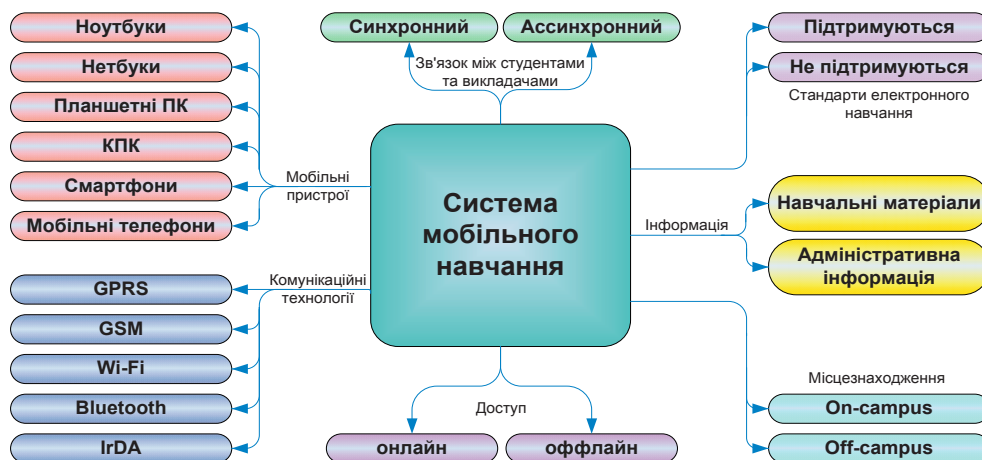 Ноутбуки
Нетбуки
Планшетні ПК
КПК
Смартфони
Мобільні телефони
Мобільні
пристрої
GPRS
GSM
Wi-Fi
Bluetooth
IrDA
Комунікаційні
технології
Синхронний
Ассинхронний
Зв'язок між студентами
та викладачами
Система
мобільного
навчання
Доступ
онлайн
оффлайн
Підтримуються
Не підтримуються
Стандарти електронного
навчання
Інформація
Навчальні матеріали
Адміністративна
інформація
Місцезнаходження
On-campus
Off-campus